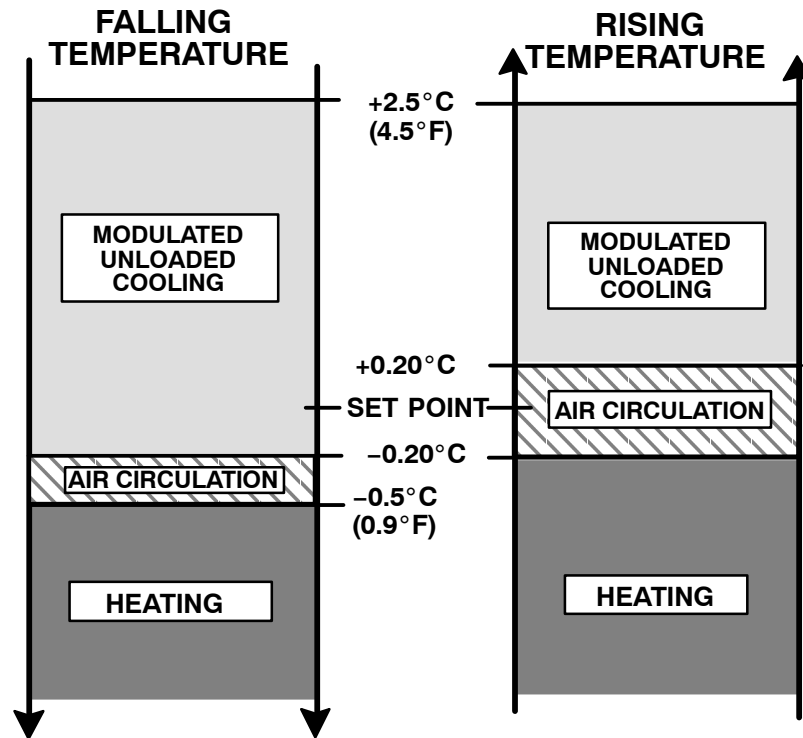 FALLING
TEMPERATURE
RISING
TEMPERATURE
+2.5°C
(4.5°F)
MODULATED
UNLOADED
COOLING
MODULATED
UNLOADED
COOLING
+0.20°C
SET POINT
AIR CIRCULATION
−0.20°C
AIR CIRCULATION
−0.5°C
(0.9°F)
HEATING
HEATING